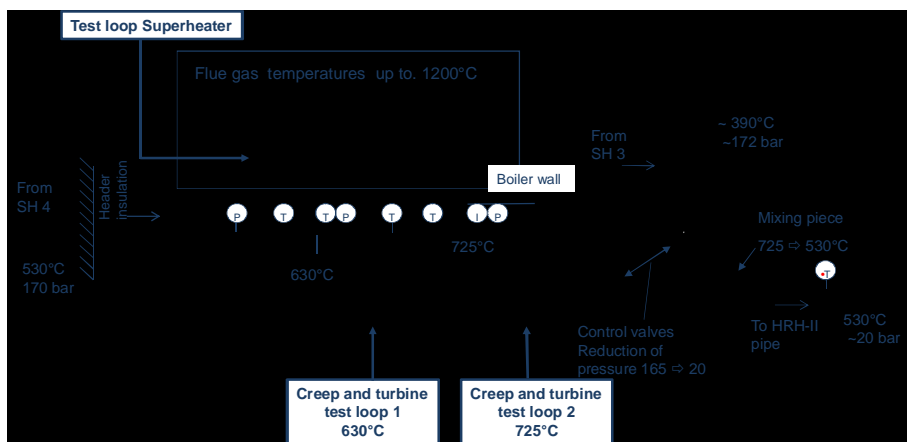 Test loop Superheater
Flue gas temperatures up to. 1200°C
~ 390°C
~172 bar
From
SH 3
Boiler wall
Header
insulation
From
SH 4
P
T
T
P
T
T
I
P
Mixing piece
725 ⇨ 530°C
725°C
630°C
T
530°C
170 bar
Control valves
Reduction of
pressure 165 ⇨ 20
To HRH-II
pipe
530°C
~20 bar
Creep and turbine
test loop 1
630°C
Creep and turbine
test loop 2
725°C